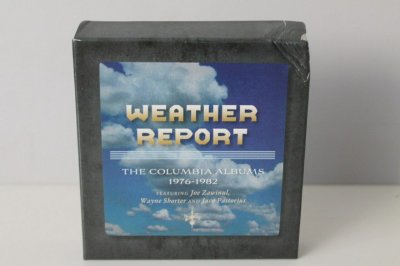 WEATHER
REPORT
THE COLUMBIA ALBUMS
1976-1982
FEATURING Joe Zawinul,
Wayne Shorter AND Jaco Pastorius